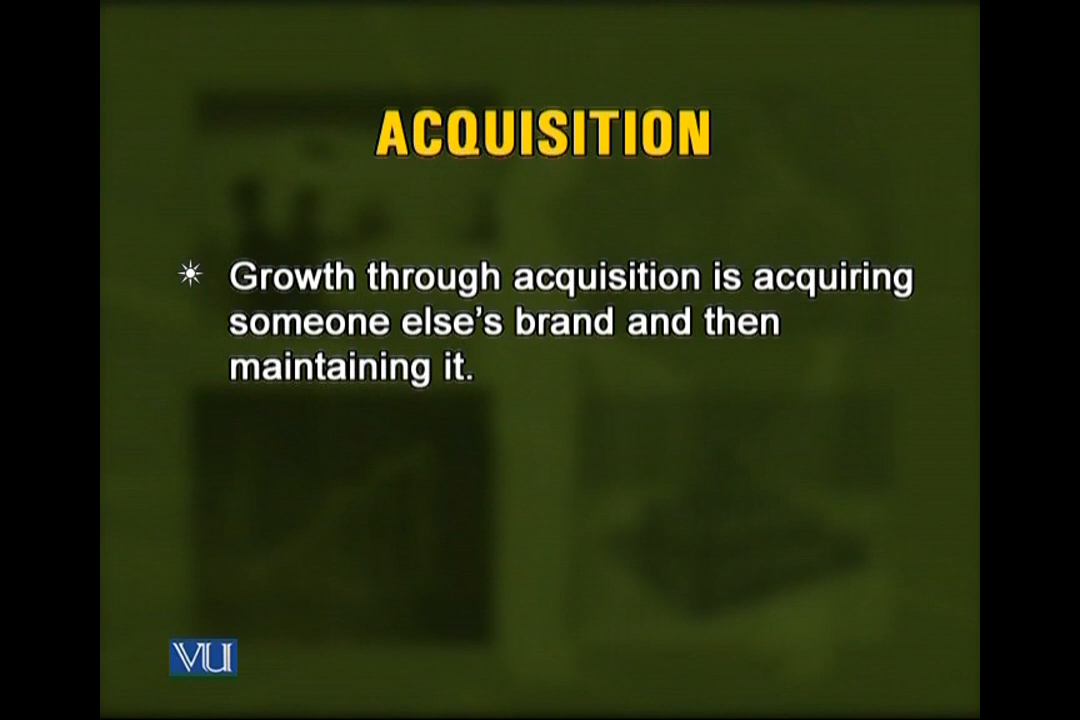 ACQUISITION
Growth through acquisition is acquiring
someone else's brand and then
maintaining it.
VU